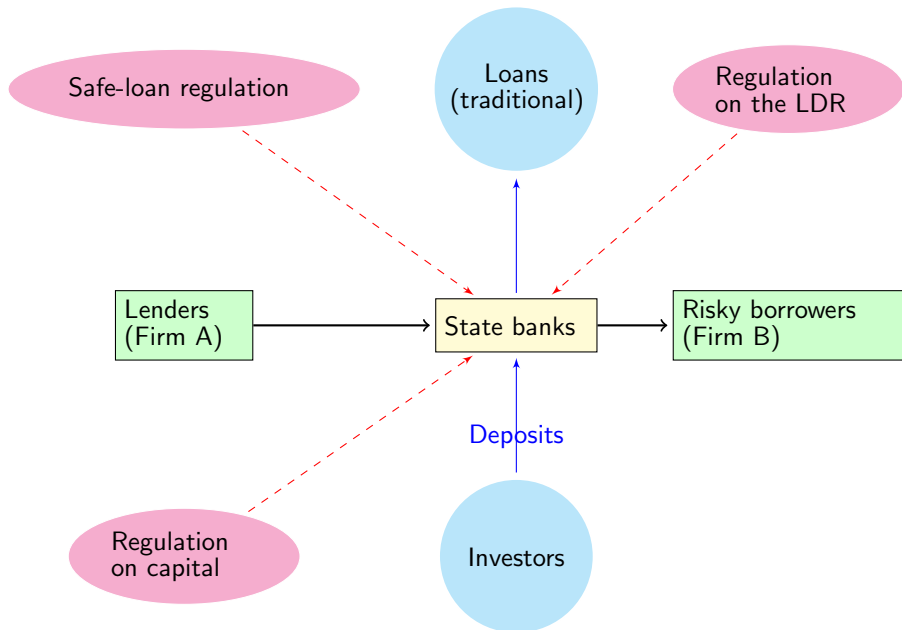 Safe-loan regulation
Loans
(traditional)
Regulation
on the LDR
Lenders
(Firm A)
State banks
Risky borrowers
(Firm B)
Deposits
Regulation
on capital
Investors